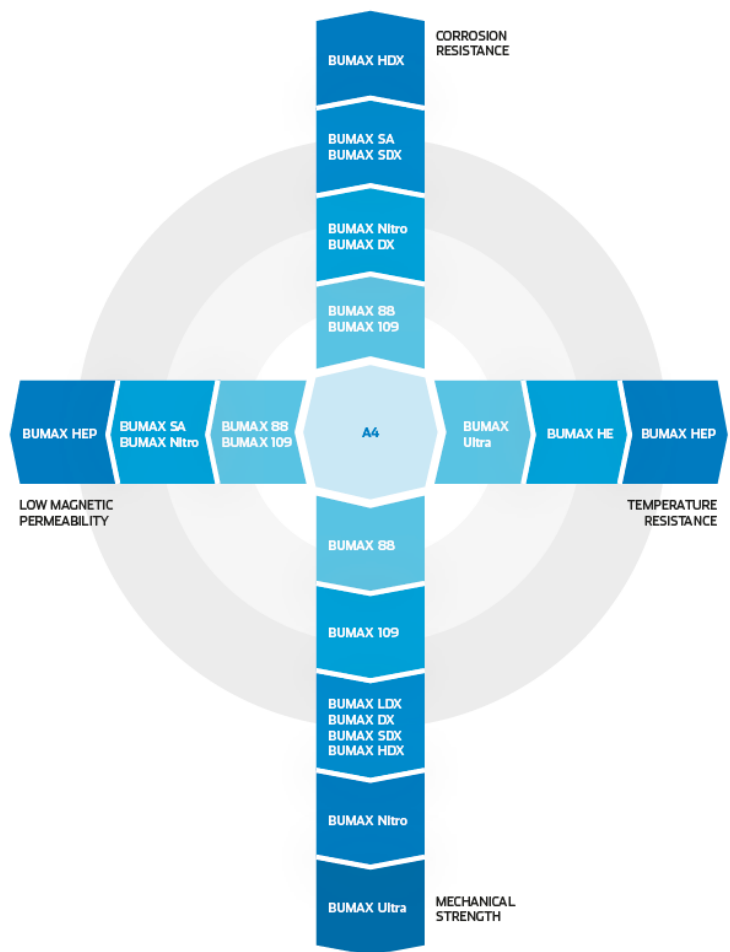 CORROSION
RESISTANCE
BUMAX HDX
BUMAX SA
BUMAX SDX
BUMAX Nitro
BUMAX DX
BUMAX 88
BUMAX 109
BUMAX HEP
BUMAX SA
BUMAX Nitro
BUMAX 88
BUMAX 109
A4
BUMAX
Ultra
BUMAX HE
BUMAX HEP
LOW MAGNETIC
PERMEABILITY
TEMPERATURE
RESISTANCE
BUMAX 88
BUMAX 109
BUMAX LDX
BUMAX DX
BUMAX SDX
BUMAX HDX
BUMAX Nitro
BUMAX Ultra
MECHANICAL
STRENGTH